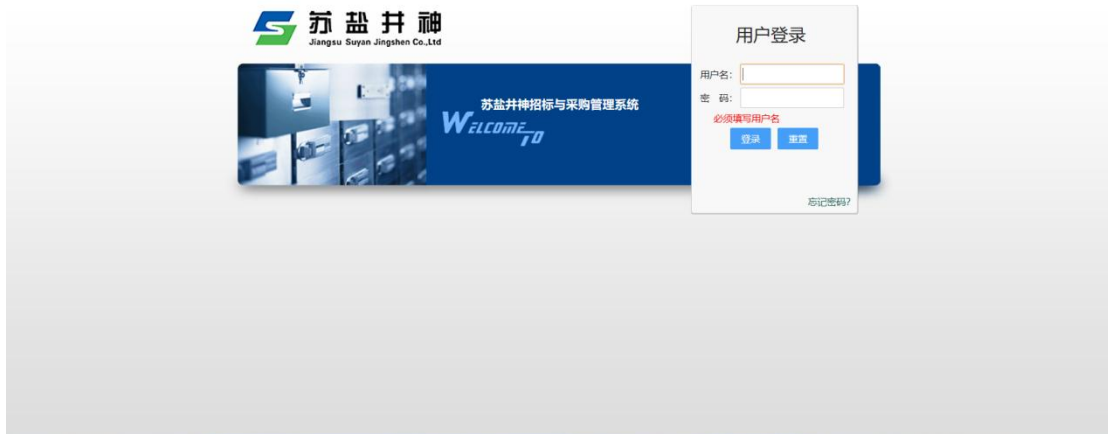 苏盐井神
Jiangsu Suyan Jingshen Co.,Ltd
苏盐井神招标与采购管理系统
WELCOME TO
用户登录
用户名:
密 码:
必须填写用户名
登录 重置
忘记密码?